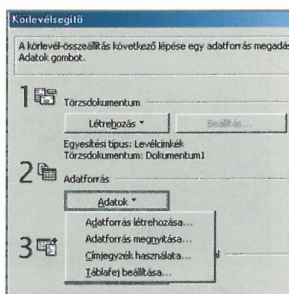 Körlevélsegítő
A körlevél-összeállítás következő lépése egy adatforrás megadás
Adatok gombot.
1
Törzsdokumentum
Létrehozás
Beállítás...
Egyesítési típus: Levélcímkék
Törzsdokumentum: Dokumentum1
2
Adatforrás
Adatok
Adatforrás létrehozása...
Adatforrás megnyitása...
3
Címjegyzék használata...
Táblafej beállítása...